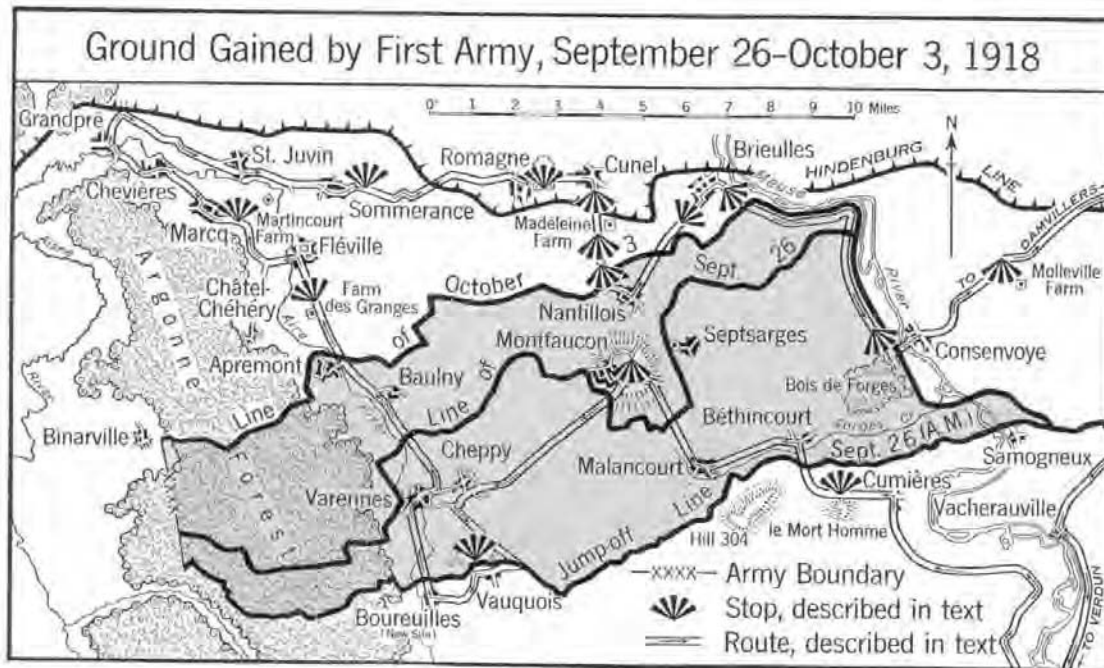 Ground Gained by First Army, September 26–October 3, 1918
0 1 2 3 4 5 6 7 8 9 10 Miles
N
Grandpré
St. Juvin
Romagne
Cunel
Brieulles
HINDENBURG LINE
Meuse River
Chevières
Sommerance
Martincourt Farm
Madeleine Farm
TO DAMVILLERS
Marcq
Fléville
Molleville Farm
Aisne River
Argonne Forest
Châtel-Chéhéry
Farm des Granges
Aire
Line of October 3
Nantillois
Line of Sept. 26
Montfaucon
Septsarges
Consenvoye
Apremont
Baulny
Bois de Forges
Binarville
Cheppy
Béthincourt
Forges
Varennes
Malancourt
Jump-off Line Sept. 26 (A.M.)
Samogneux
Cumières
Vacherauville
Hill 304
le Mort Homme
Vauquois
Boureuilles
(New Site)
—xxxx— Army Boundary
Stop, described in text
Route, described in text
TO VERDUN